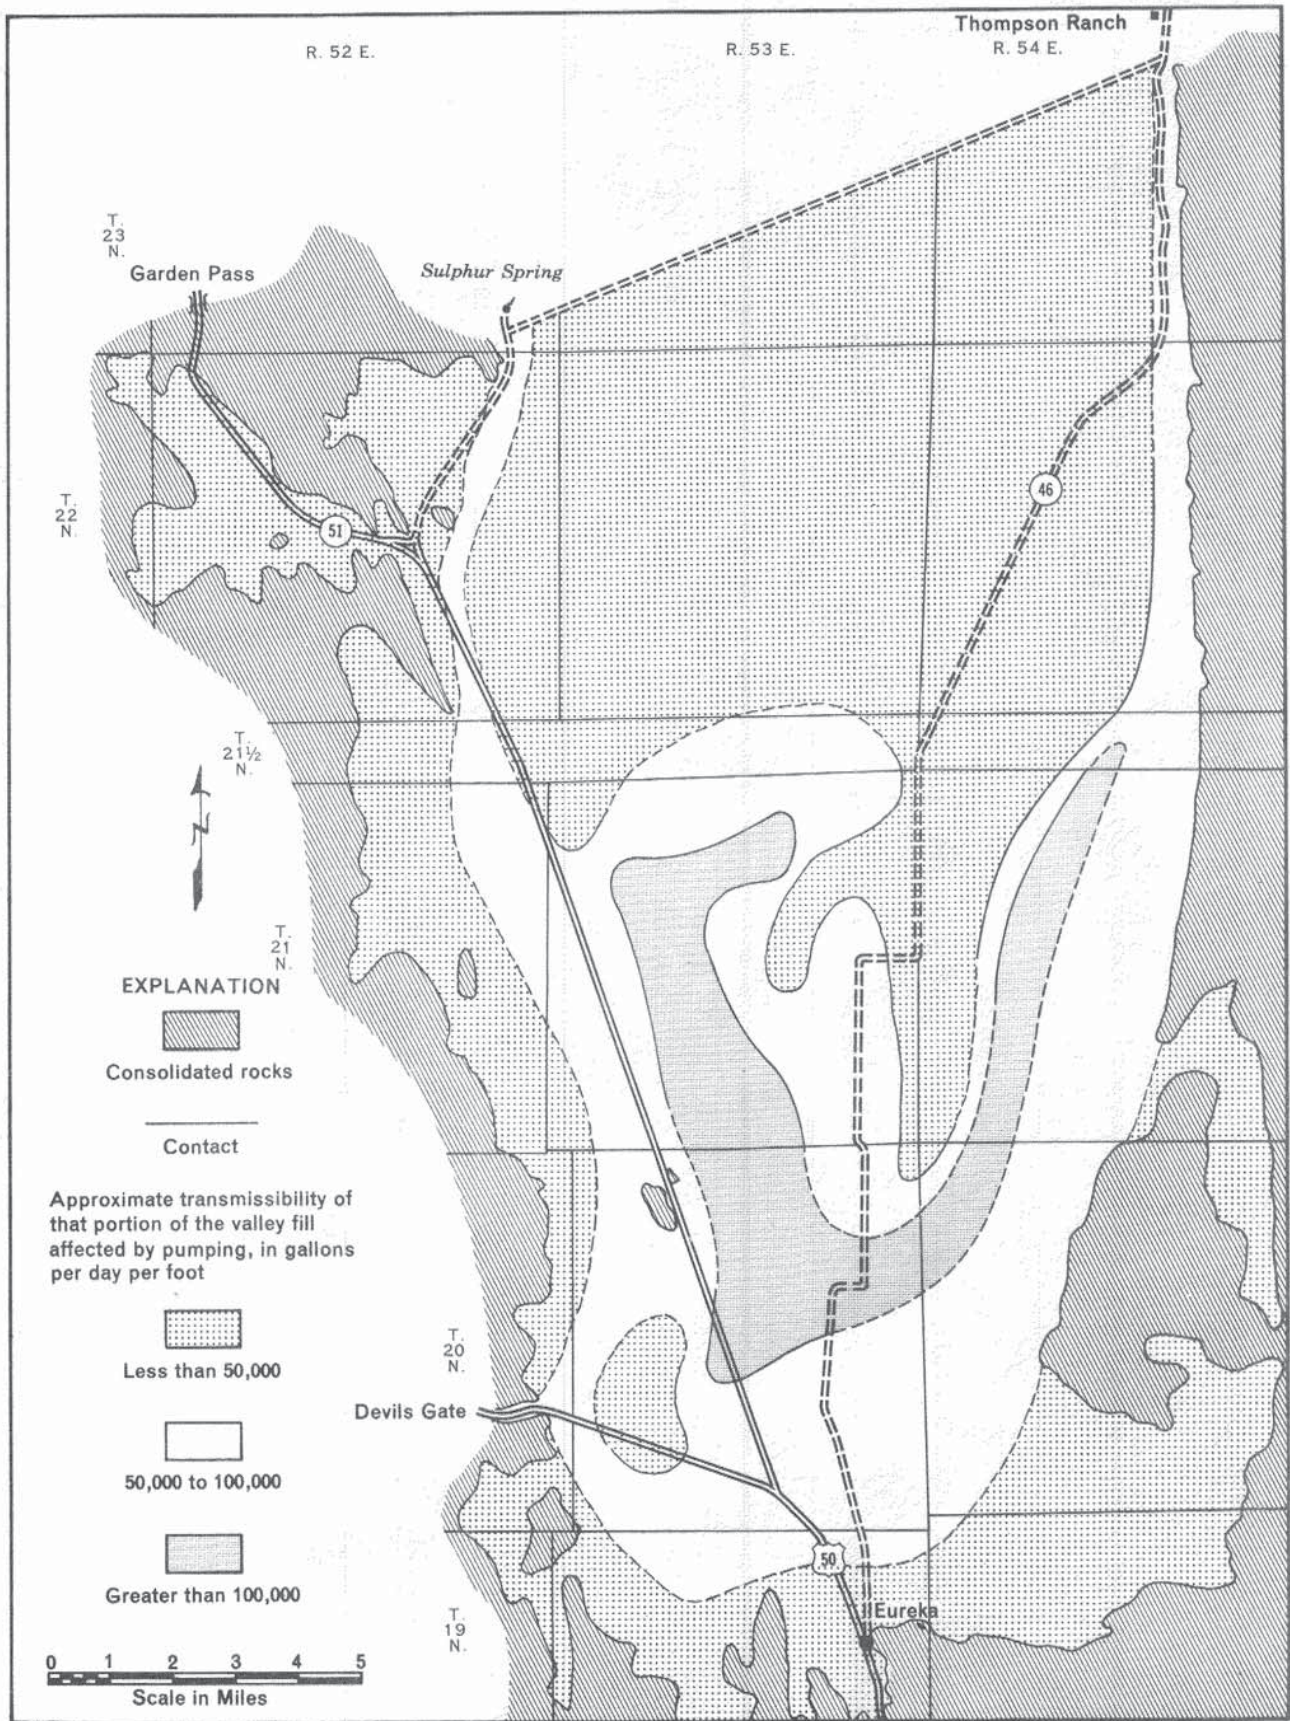 Thompson Ranch
R. 52 E.
R. 53 E.
R. 54 E.
T.
23
N.
Garden Pass
Sulphur Spring
T.
22
N.
51
46
T.
21½
N.
N
T.
21
N.
EXPLANATION
Consolidated rocks
Contact
Approximate transmissibility of
that portion of the valley fill
affected by pumping, in gallons
per day per foot
Less than 50,000
50,000 to 100,000
Greater than 100,000
T.
20
N.
Devils Gate
50
Eureka
T.
19
N.
0 1 2 3 4 5
Scale in Miles